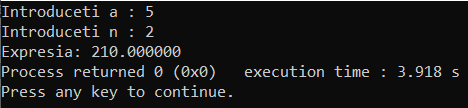 Introduceti a : 5
Introduceti n : 2
Expresia: 210.000000
Process returned 0 (0x0)   execution time : 3.918 s
Press any key to continue.